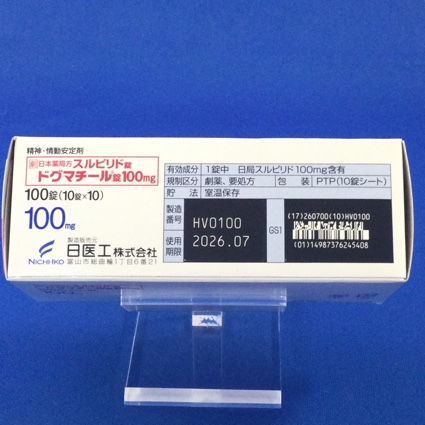 精神・情動安定剤
劇 日本薬局方 スルピリド錠
ドグマチール錠100mg
100錠(10錠×10)
100mg
製造販売元
日医工株式会社
NICHI-IKO
富山市総曲輪1丁目6番21
有効成分 1錠中 日局スルピリド100mg含有
規制区分 劇薬、要処方 包装 PTP(10錠シート)
貯法 室温保存
製造番号 HV0100
使用期限 2026.07
GS1
(17)260700(10)HV0100
(01)14987376245408